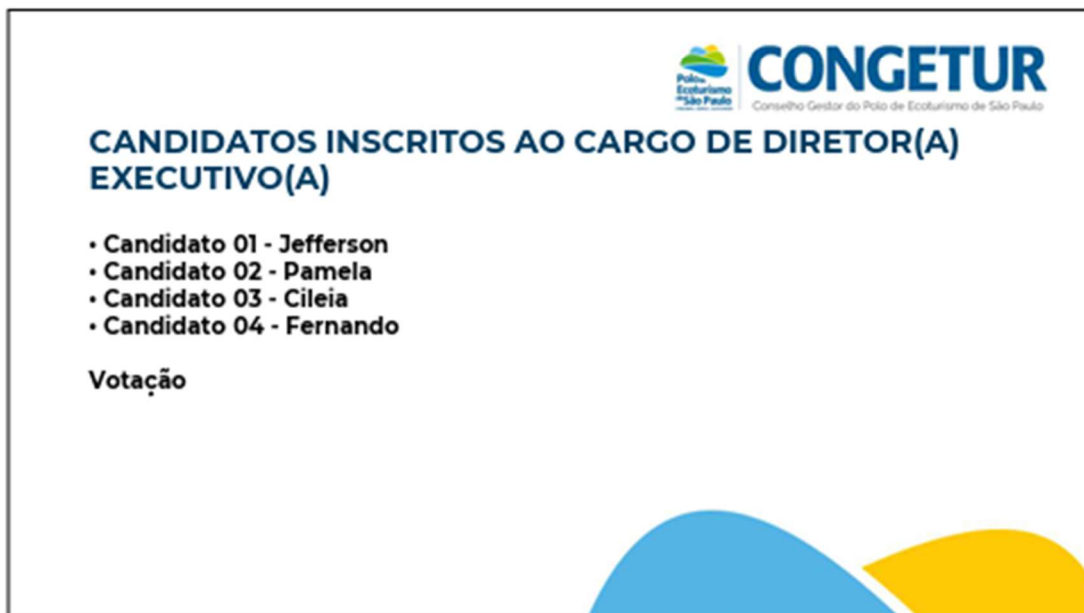 Polo de
Ecoturismo
de São Paulo
CONGETUR
Conselho Gestor do Polo de Ecoturismo de São Paulo
CANDIDATOS INSCRITOS AO CARGO DE DIRETOR(A)
EXECUTIVO(A)
• Candidato 01 - Jefferson
• Candidato 02 - Pamela
• Candidato 03 - Cileia
• Candidato 04 - Fernando
Votação